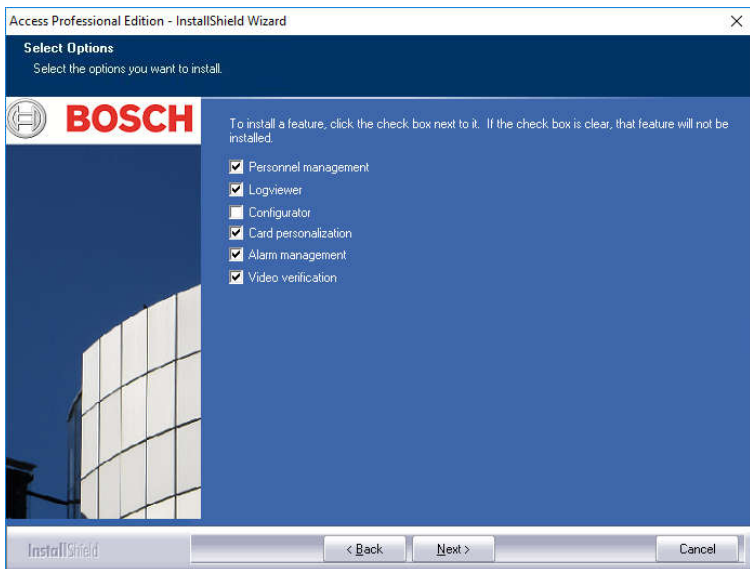 Access Professional Edition - InstallShield Wizard
Select Options
Select the options you want to install.
BOSCH
To install a feature, click the check box next to it. If the check box is clear, that feature will not be
installed.
Personnel management
Logviewer
Configurator
Card personalization
Alarm management
Video verification
InstallShield
< Back
Next >
Cancel